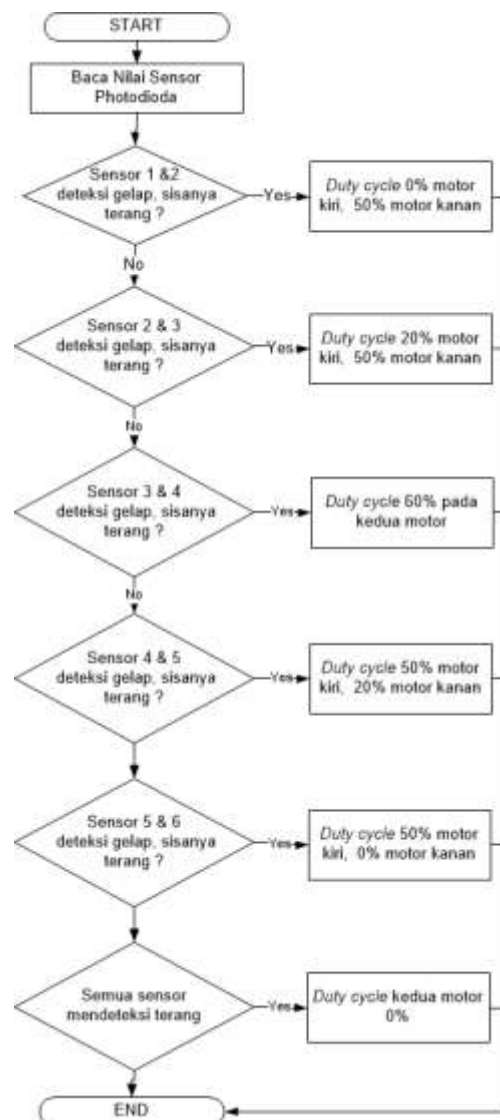 START
Baca Nilai Sensor
Photodioda
Sensor 1 &2
deteksi gelap, sisanya
terang ?
Yes
Duty cycle 0% motor
kiri, 50% motor kanan
No
Sensor 2 & 3
deteksi gelap, sisanya
terang ?
Yes
Duty cycle 20% motor
kiri, 50% motor kanan
No
Sensor 3 & 4
deteksi gelap, sisanya
terang ?
Yes
Duty cycle 60% pada
kedua motor
No
Sensor 4 & 5
deteksi gelap, sisanya
terang ?
Yes
Duty cycle 50% motor
kiri, 20% motor kanan
Sensor 5 & 6
deteksi gelap, sisanya
terang ?
Yes
Duty cycle 50% motor
kiri, 0% motor kanan
Semua sensor
mendeteksi terang
Yes
Duty cycle kedua motor
0%
END